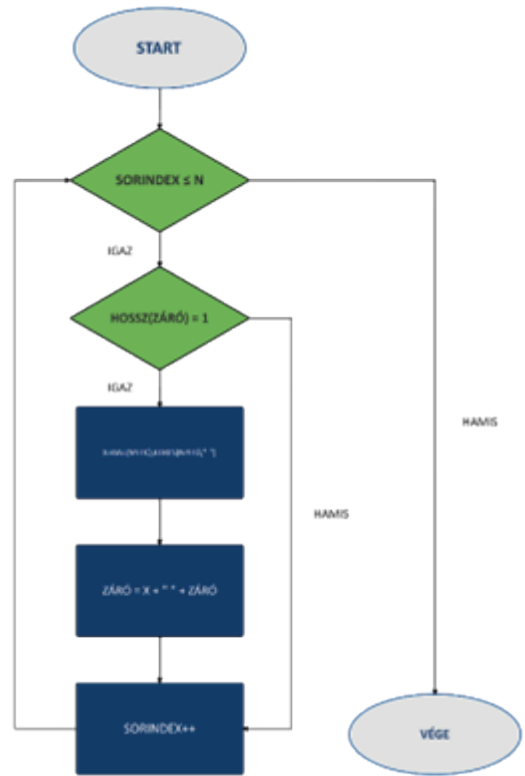 START
SORINDEX ≤ N
IGAZ
HOSSZ(ZÁRÓ) = 1
IGAZ
HAMIS
HAMIS
ZÁRÓ = X + " " + ZÁRÓ
SORINDEX++
VÉGE